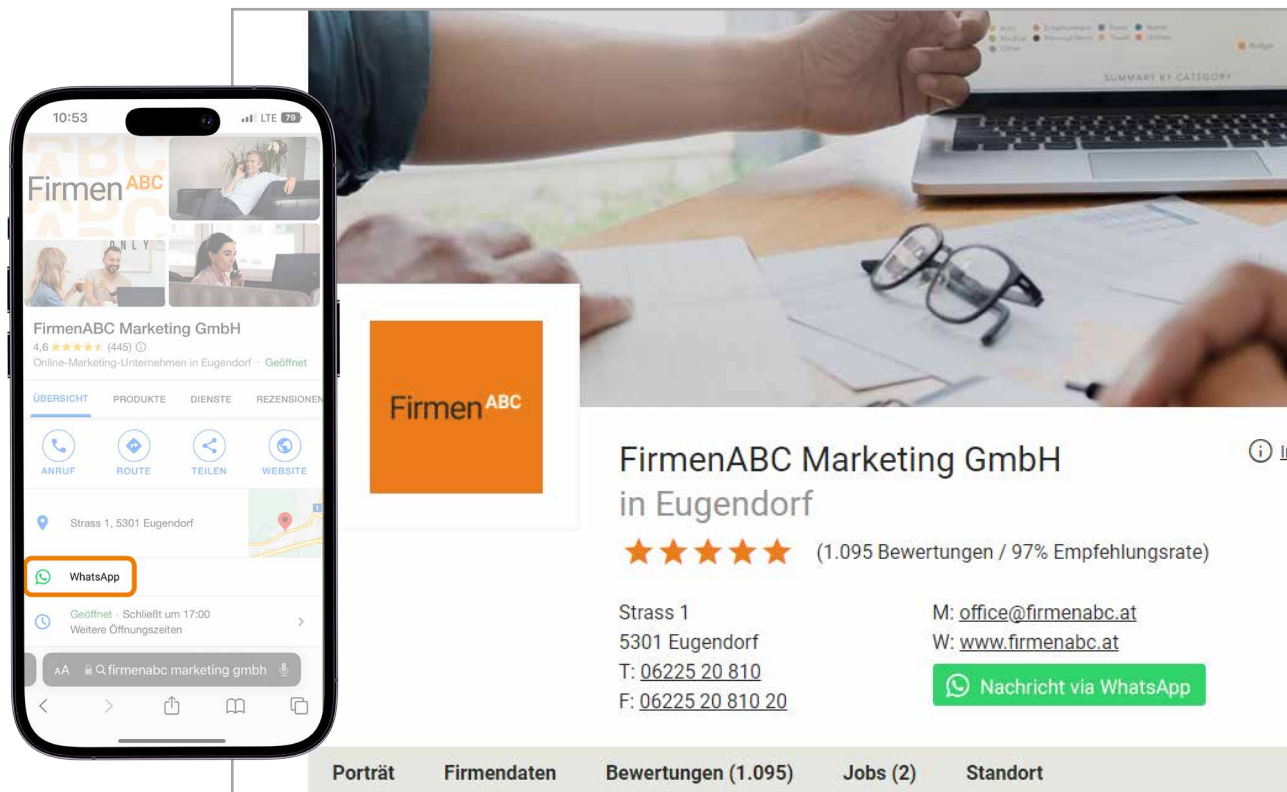 10:53
LTE 79
Firmen ABC
ONLY
FirmenABC Marketing GmbH
4,6 (445)
Online-Marketing-Unternehmen in Eugendorf · Geöffnet
ÜBERSICHT PRODUKTE DIENSTE REZENSIONEN
ANRUF ROUTE TEILEN WEBSITE
Strass 1, 5301 Eugendorf
1
WhatsApp
Geöffnet · Schließt um 17:00
Weitere Öffnungszeiten
AA firmenabc marketing gmbh
SUMMARY BY CATEGORY
Firmen ABC
FirmenABC Marketing GmbH
in Eugendorf
(1.095 Bewertungen / 97% Empfehlungsrate)
Strass 1
5301 Eugendorf
T: 06225 20 810
F: 06225 20 810 20
M: office@firmenabc.at
W: www.firmenabc.at
Nachricht via WhatsApp
Porträt Firmendaten Bewertungen (1.095) Jobs (2) Standort